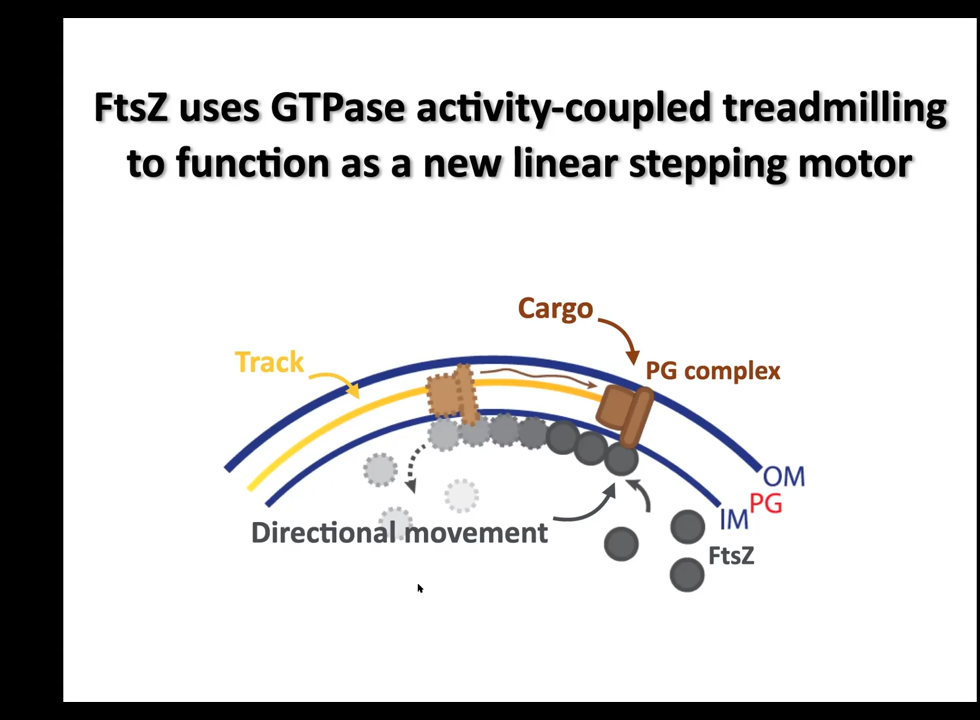 FtsZ uses GTPase activity-coupled treadmilling
to function as a new linear stepping motor
Cargo
Track
PG complex
OM
PG
IM
Directional movement
FtsZ